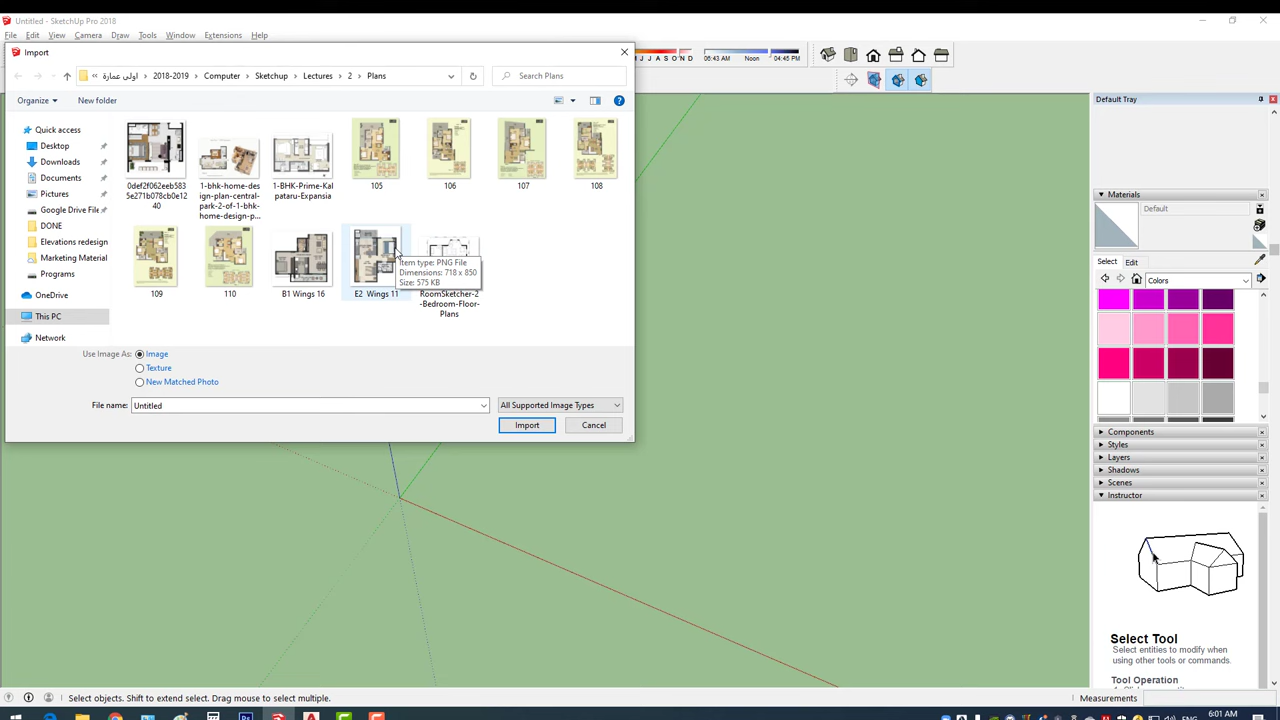 Untitled - SketchUp Pro 2018
File Edit View Camera Draw Tools Window Extensions Help
Import
J F M A M J J A S O N D 06:43 AM Noon
« اولى عمارة › 2018-2019 › Computer › Sketchup › Lectures › 2 › Plans
Search Plans
Organize New folder
Quick access
Desktop
Downloads
Documents
Pictures
Google Drive File
DONE
Elevations redesign
Marketing Material
Programs
OneDrive
This PC
Network
0def2f062eeb583
5e271b078cb0e12
40
1-bhk-home-des
ign-plan-central-
park-2-of-1-bhk-
home-design-p...
1-BHK-Prime-Kal
pataru-Expansia
105
106
107
108
109
110
B1 Wings 16
E2 Wings 11
RoomSketcher-2
-Bedroom-Floor-
Plans
Item type: PNG File
Dimensions: 718 x 850
Size: 575 KB
Use Image As: Image
Texture
New Matched Photo
File name: Untitled
All Supported Image Types
Import Cancel
Default Tray
Materials
Default
Select Edit
Colors
Components
Styles
Layers
Shadows
Scenes
Instructor
Select Tool
Select entities to modify when
using other tools or commands.
Tool Operation
Select objects. Shift to extend select. Drag mouse to select multiple.
Measurements
ENG 6:01 AM